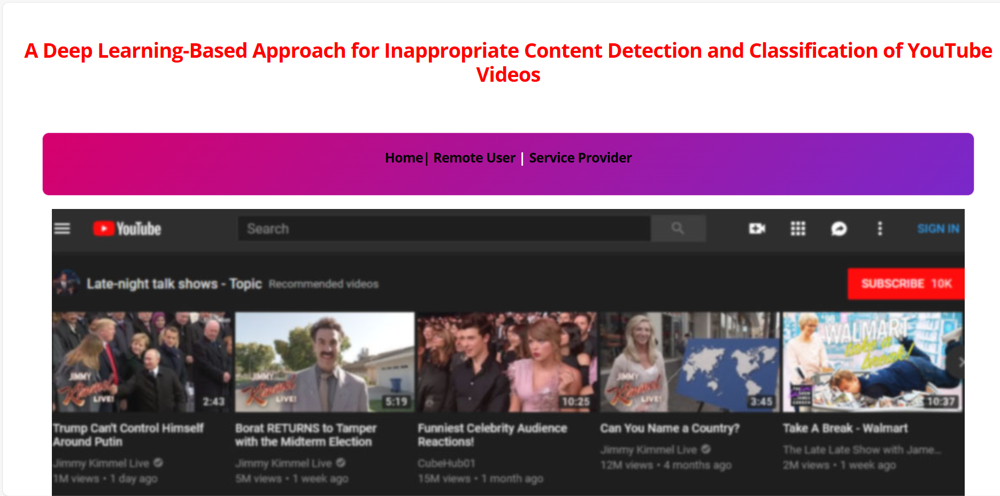 A Deep Learning-Based Approach for Inappropriate Content Detection and Classification of YouTube
Videos
Home| Remote User | Service Provider
YouTube
Search
SIGN IN
Late-night talk shows - Topic Recommended videos
SUBSCRIBE 10K
JIMMY
Kimmel
LIVE!
2:43
JIMMY
Kimmel
LIVE!
5:19
10:25
JIMMY
Kimmel
LIVE!
3:45
WALMART
take a
break!
10:37
Trump Can't Control Himself
Around Putin
Jimmy Kimmel Live
1M views • 1 day ago
Borat RETURNS to Tamper
with the Midterm Election
Jimmy Kimmel Live
5M views • 1 week ago
Funniest Celebrity Audience
Reactions!
CubeHub01
15M views • 1 month ago
Can You Name a Country?
Jimmy Kimmel Live
12M views • 4 months ago
Take A Break - Walmart
The Late Late Show with Jame...
2M views • 1 week ago